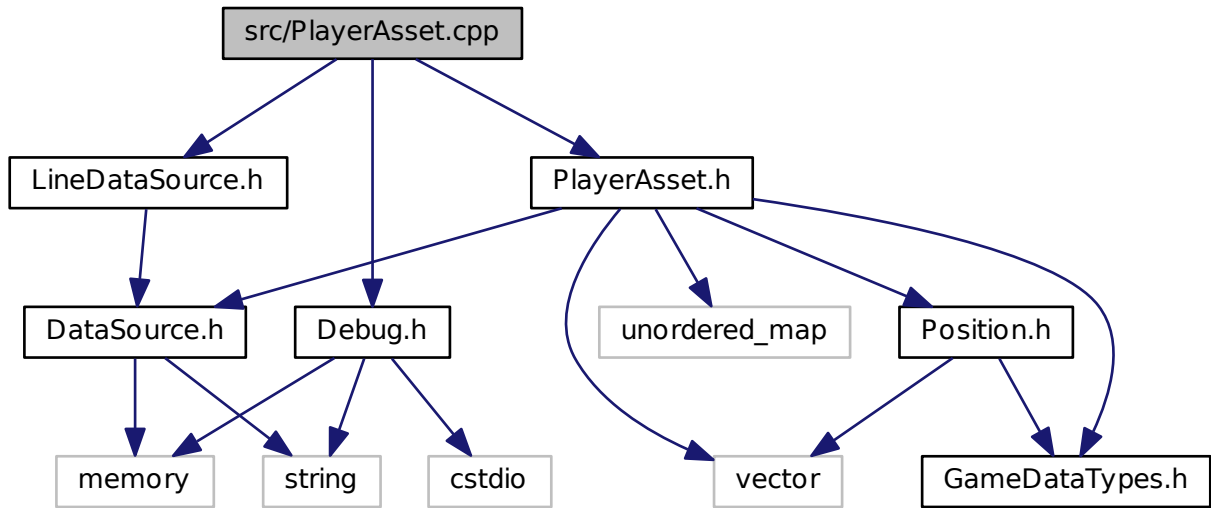 src/PlayerAsset.cpp
LineDataSource.h
PlayerAsset.h
DataSource.h
Debug.h
unordered_map
Position.h
memory
string
cstdio
vector
GameDataTypes.h